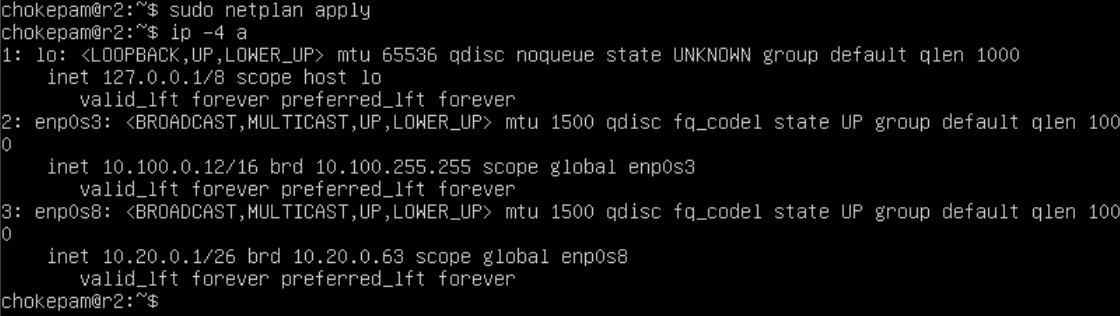 chokepam@r2:~$ sudo netplan apply
chokepam@r2:~$ ip -4 a
1: lo: <LOOPBACK,UP,LOWER_UP> mtu 65536 qdisc noqueue state UNKNOWN group default qlen 1000
    inet 127.0.0.1/8 scope host lo
       valid_lft forever preferred_lft forever
2: enp0s3: <BROADCAST,MULTICAST,UP,LOWER_UP> mtu 1500 qdisc fq_codel state UP group default qlen 100
0
    inet 10.100.0.12/16 brd 10.100.255.255 scope global enp0s3
       valid_lft forever preferred_lft forever
3: enp0s8: <BROADCAST,MULTICAST,UP,LOWER_UP> mtu 1500 qdisc fq_codel state UP group default qlen 100
0
    inet 10.20.0.1/26 brd 10.20.0.63 scope global enp0s8
       valid_lft forever preferred_lft forever
chokepam@r2:~$